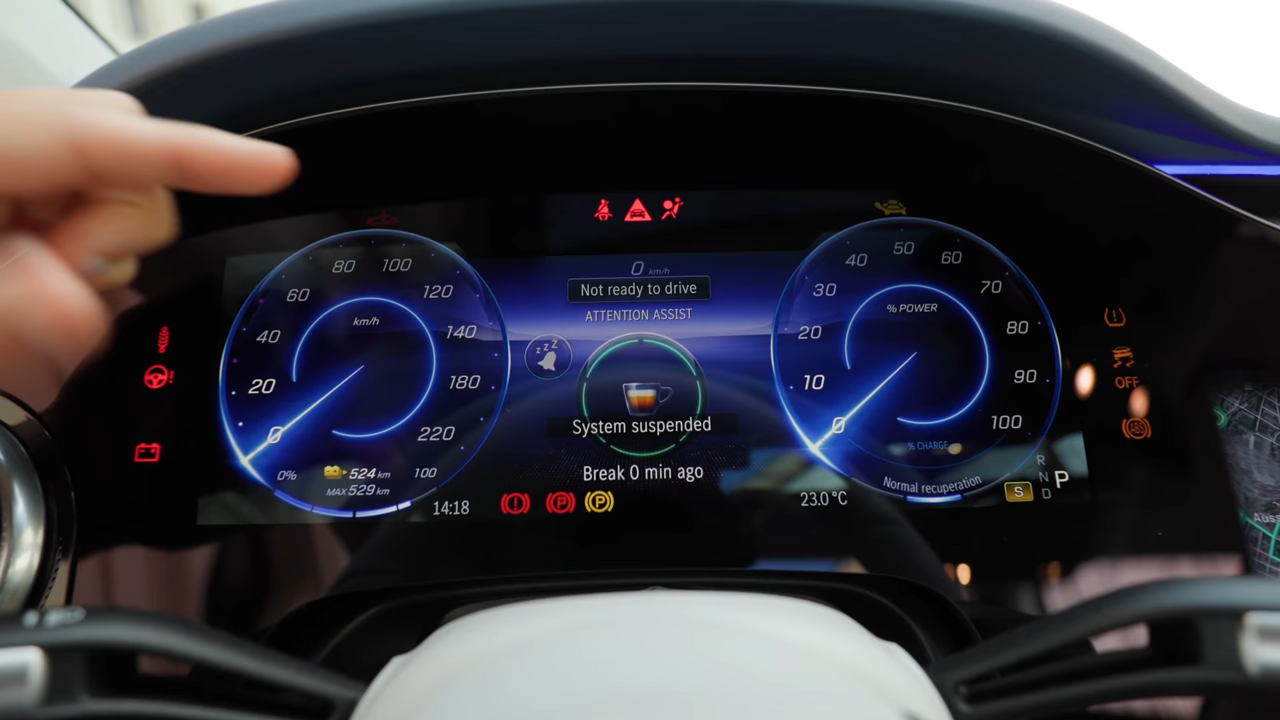 0 km/h
Not ready to drive
ATTENTION ASSIST
zzz
System suspended
Break 0 min ago
km/h
0
20
40
60
80
100
120
140
180
220
0%
524 km
100
MAX 529 km
14:18
% POWER
0
10
20
30
40
50
60
70
80
90
100
% CHARGE
Normal recuperation
23.0 °C
S
R
N
D
P
P
P
OFF
ABS